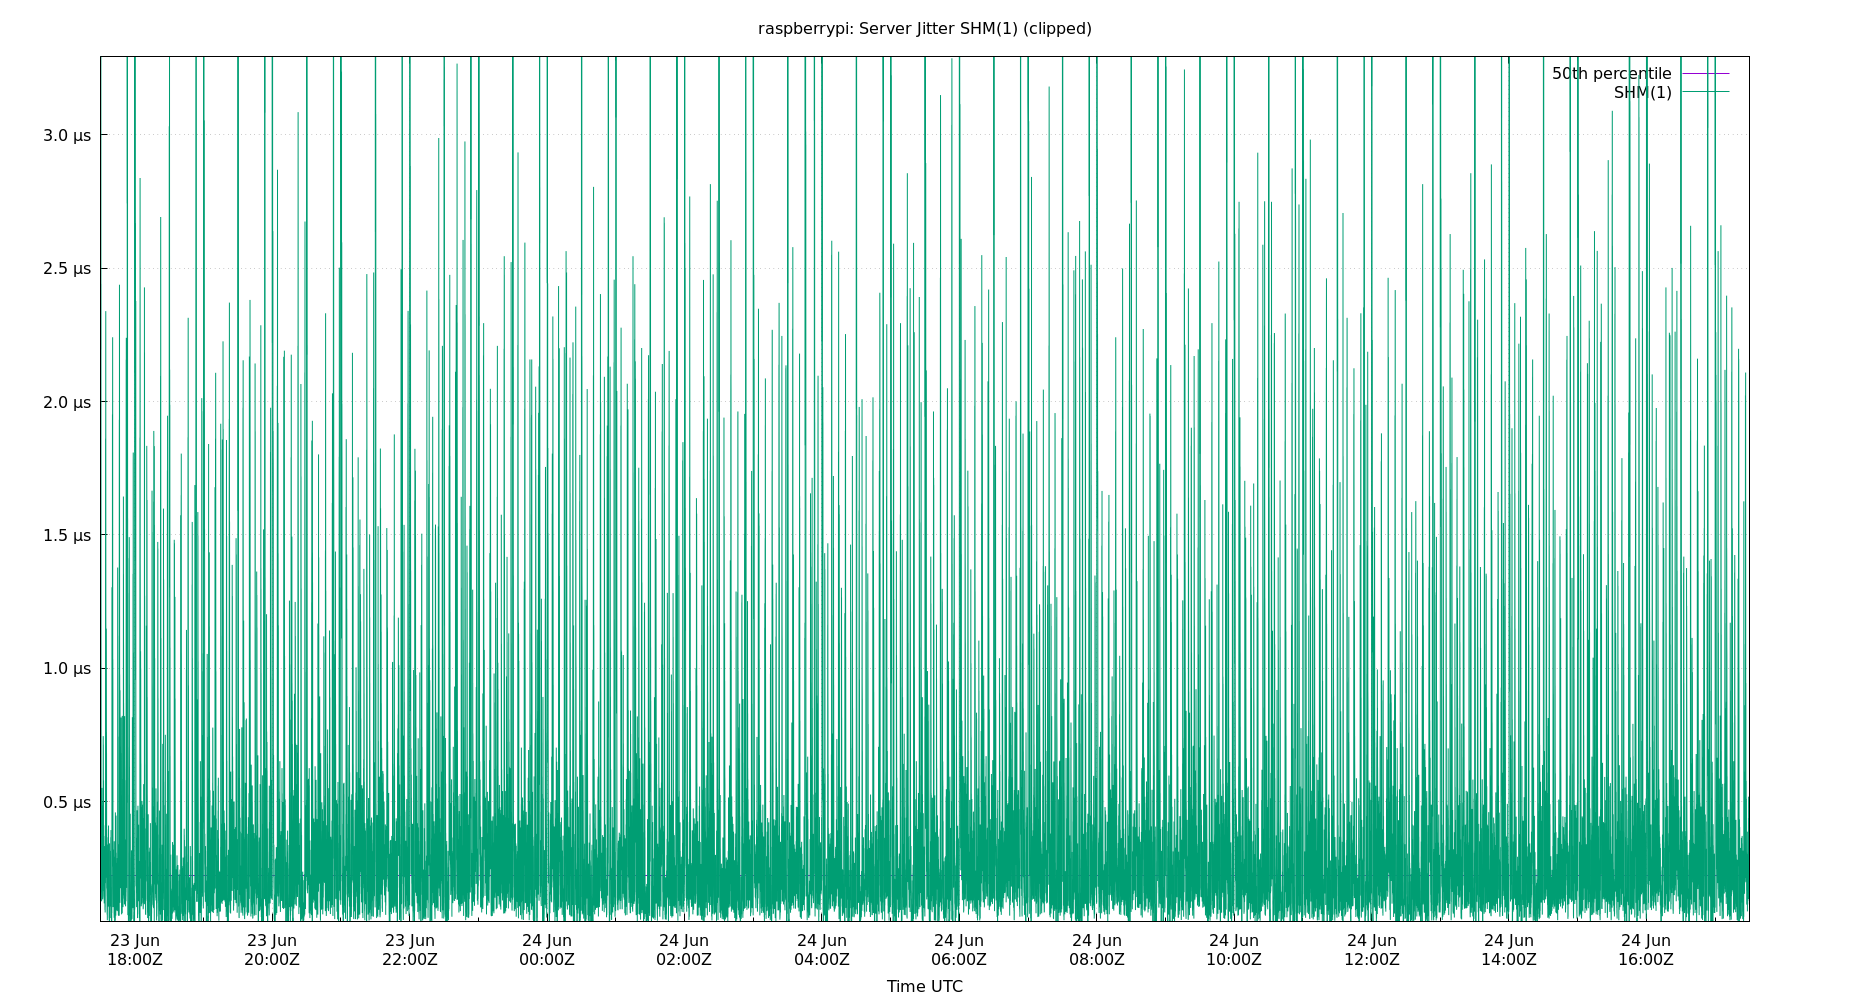 raspberrypi: Server Jitter SHM(1) (clipped)
50th percentile
SHM(1)
3.0 µs
2.5 µs
2.0 µs
1.5 µs
1.0 µs
0.5 µs
23 Jun 23 Jun 23 Jun 24 Jun 24 Jun 24 Jun 24 Jun 24 Jun 24 Jun 24 Jun 24 Jun 24 Jun
18:00Z 20:00Z 22:00Z 00:00Z 02:00Z 04:00Z 06:00Z 08:00Z 10:00Z 12:00Z 14:00Z 16:00Z
Time UTC